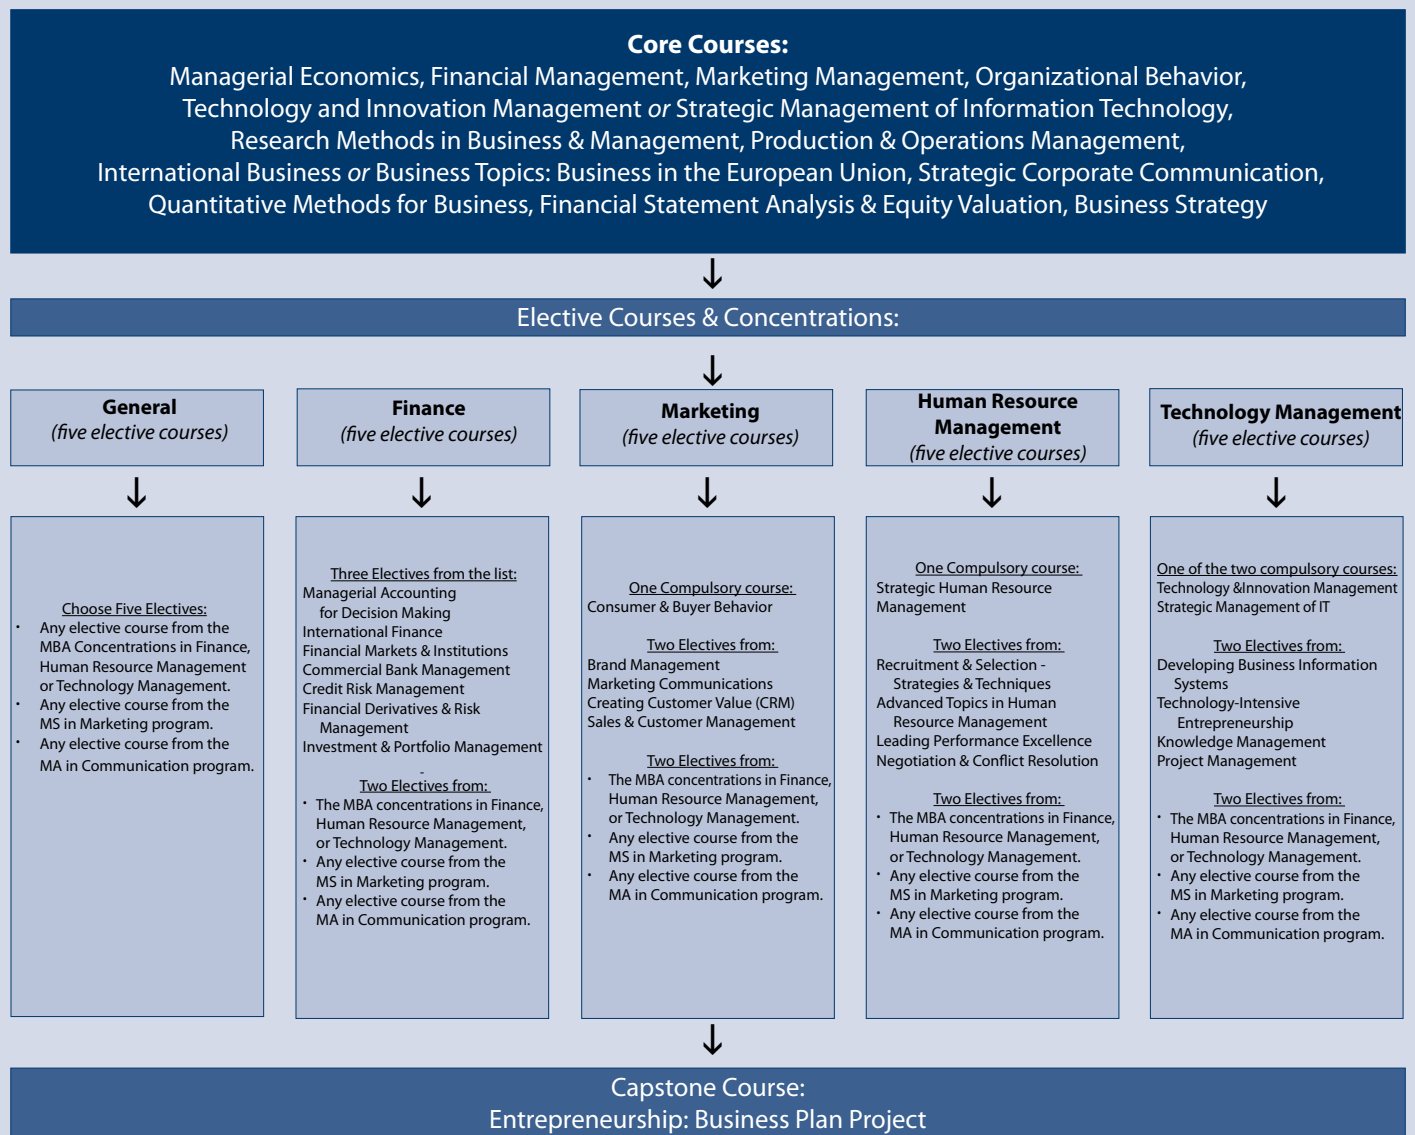 Core Courses:
Managerial Economics, Financial Management, Marketing Management, Organizational Behavior,
Technology and Innovation Management or Strategic Management of Information Technology,
Research Methods in Business & Management, Production & Operations Management,
International Business or Business Topics: Business in the European Union, Strategic Corporate Communication,
Quantitative Methods for Business, Financial Statement Analysis & Equity Valuation, Business Strategy
↓
Elective Courses & Concentrations:
↓
General
(five elective courses)
↓
Choose Five Electives:
• Any elective course from the
MBA Concentrations in Finance,
Human Resource Management
or Technology Management.
• Any elective course from the
MS in Marketing program.
• Any elective course from the
MA in Communication program.
Finance
(five elective courses)
↓
Three Electives from the list:
Managerial Accounting
for Decision Making
International Finance
Financial Markets & Institutions
Commercial Bank Management
Credit Risk Management
Financial Derivatives & Risk
Management
Investment & Portfolio Management
-
Two Electives from:
• The MBA concentrations in Finance,
Human Resource Management,
or Technology Management.
• Any elective course from the
MS in Marketing program.
• Any elective course from the
MA in Communication program.
Marketing
(five elective courses)
↓
One Compulsory course:
Consumer & Buyer Behavior
Two Electives from:
Brand Management
Marketing Communications
Creating Customer Value (CRM)
Sales & Customer Management
Two Electives from:
• The MBA concentrations in Finance,
Human Resource Management,
or Technology Management.
• Any elective course from the
MS in Marketing program.
• Any elective course from the
MA in Communication program.
Human Resource
Management
(five elective courses)
↓
One Compulsory course:
Strategic Human Resource
Management
Two Electives from:
Recruitment & Selection -
Strategies & Techniques
Advanced Topics in Human
Resource Management
Leading Performance Excellence
Negotiation & Conflict Resolution
Two Electives from:
• The MBA concentrations in Finance,
Human Resource Management,
or Technology Management.
• Any elective course from the
MS in Marketing program.
• Any elective course from the
MA in Communication program.
Technology Management
(five elective courses)
↓
One of the two compulsory courses:
Technology &Innovation Management
Strategic Management of IT
Two Electives from:
Developing Business Information
Systems
Technology-Intensive
Entrepreneurship
Knowledge Management
Project Management
Two Electives from:
• The MBA concentrations in Finance,
Human Resource Management,
or Technology Management.
• Any elective course from the
MS in Marketing program.
• Any elective course from the
MA in Communication program.
↓
Capstone Course:
Entrepreneurship: Business Plan Project